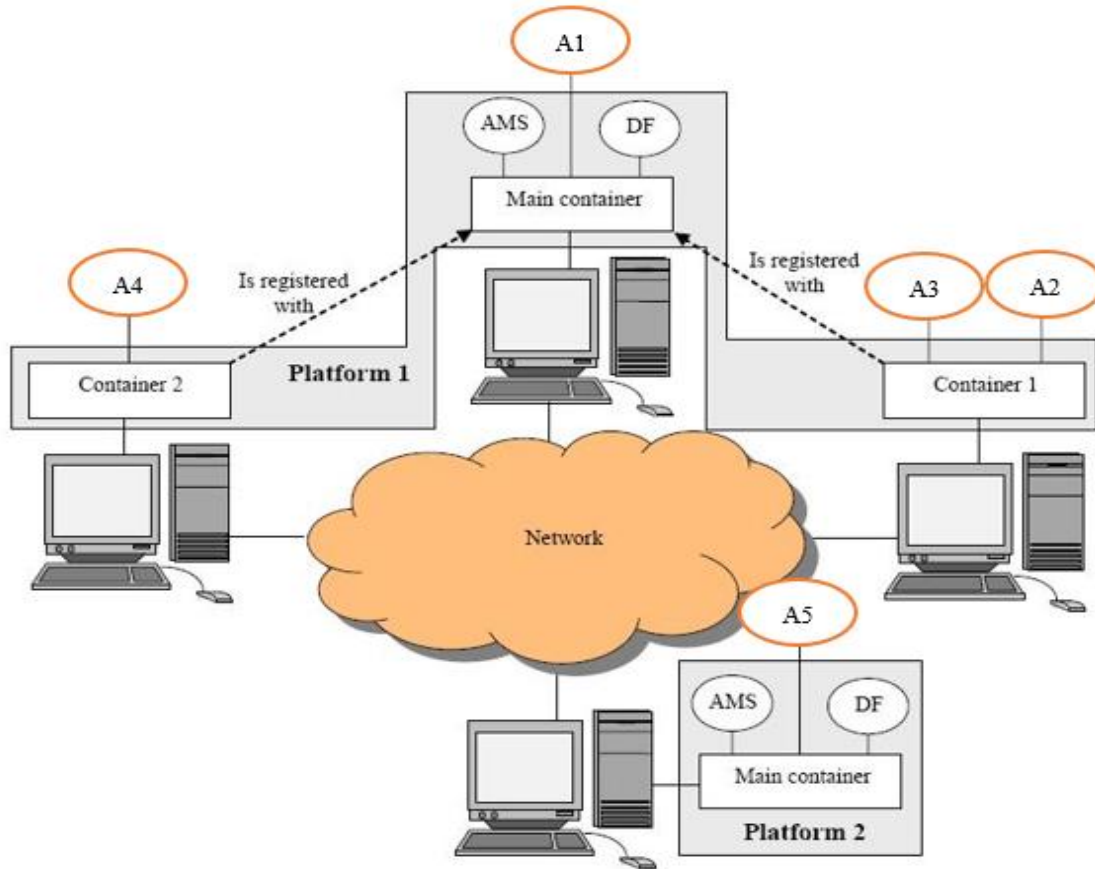 A1
AMS
DF
Main container
Is registered
with
Is registered
with
A4
A3
A2
Container 2
Platform 1
Container 1
Network
A5
AMS
DF
Main container
Platform 2